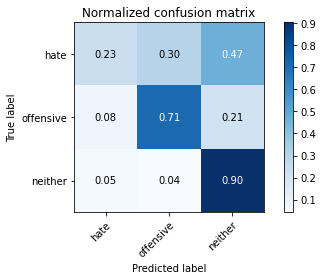 Normalized confusion matrix
hate 0.23 0.30 0.47
offensive 0.08 0.71 0.21
neither 0.05 0.04 0.90
True label
hate offensive neither
Predicted label
0.9
0.8
0.7
0.6
0.5
0.4
0.3
0.2
0.1